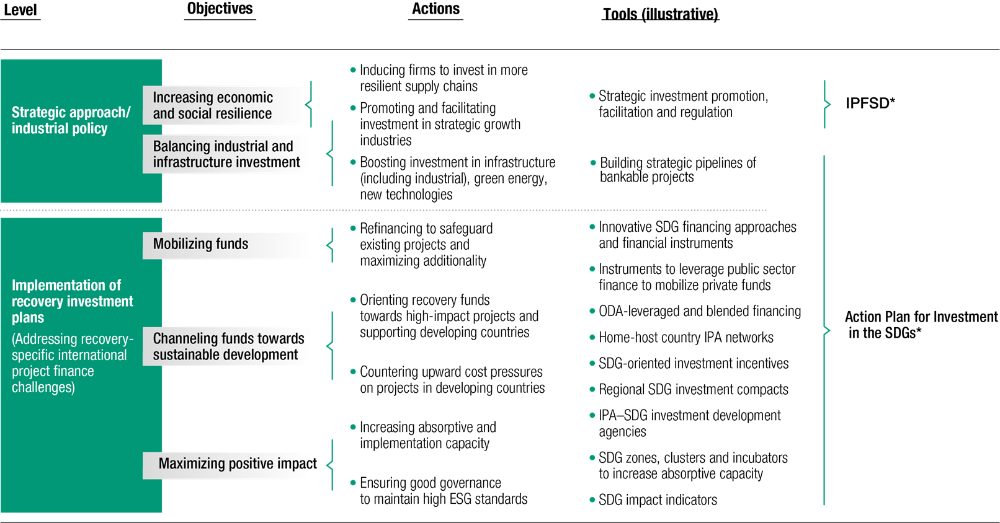 Level
Objectives
Actions
Tools (illustrative)
Strategic approach/
industrial policy
Increasing economic
and social resilience
Balancing industrial and
infrastructure investment
• Inducing firms to invest in more
resilient supply chains
• Promoting and facilitating
investment in strategic growth
industries
• Boosting investment in infrastructure
(including industrial), green energy,
new technologies
• Strategic investment promotion,
facilitation and regulation
• Building strategic pipelines of
bankable projects
IPFSD*
Implementation of
recovery investment
plans
(Addressing recovery-
specific international
project finance
challenges)
Mobilizing funds
Channeling funds towards
sustainable development
Maximizing positive impact
• Refinancing to safeguard
existing projects and
maximizing additionality
• Orienting recovery funds
towards high-impact projects and
supporting developing countries
• Countering upward cost pressures
on projects in developing countries
• Increasing absorptive and
implementation capacity
• Ensuring good governance
to maintain high ESG standards
• Innovative SDG financing approaches
and financial instruments
• Instruments to leverage public sector
finance to mobilize private funds
• ODA-leveraged and blended financing
• Home-host country IPA networks
• SDG-oriented investment incentives
• Regional SDG investment compacts
• IPA–SDG investment development
agencies
• SDG zones, clusters and incubators
to increase absorptive capacity
• SDG impact indicators
Action Plan for Investment
in the SDGs*